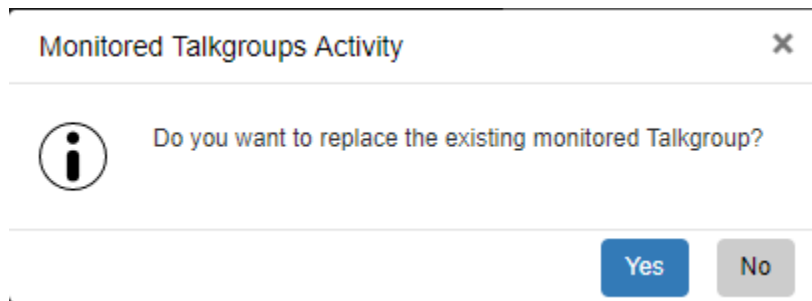 Monitored Talkgroups Activity
Do you want to replace the existing monitored Talkgroup?
Yes No